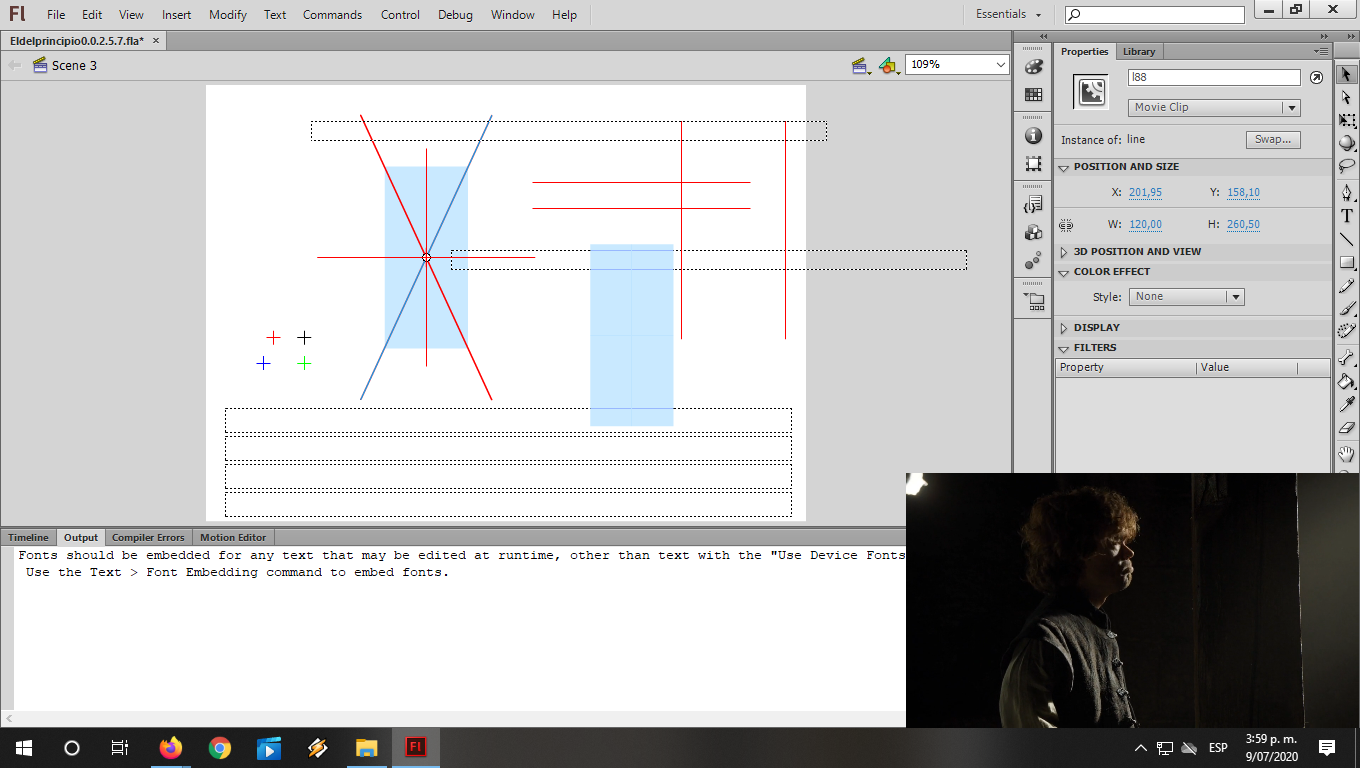 Fl File Edit View Insert Modify Text Commands Control Debug Window Help Essentials
Eldelprincipio0.0.2.5.7.fla* ×
Scene 3 109%
Properties Library
l88
Movie Clip
Instance of: line Swap...
POSITION AND SIZE
X: 201,95 Y: 158,10
W: 120,00 H: 260,50
3D POSITION AND VIEW
COLOR EFFECT
Style: None
DISPLAY
FILTERS
Property Value
Timeline Output Compiler Errors Motion Editor
Fonts should be embedded for any text that may be edited at runtime, other than text with the "Use Device Fonts
Use the Text > Font Embedding command to embed fonts.
Fl ESP 3:59 p. m.
9/07/2020